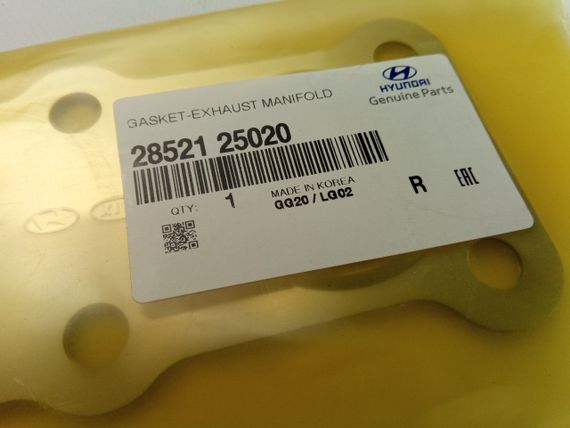 HYUNDAI
Genuine Parts
GASKET-EXHAUST MANIFOLD
28521 25020
QTY: 1
MADE IN KOREA
GG20 / LG02
R
EAC